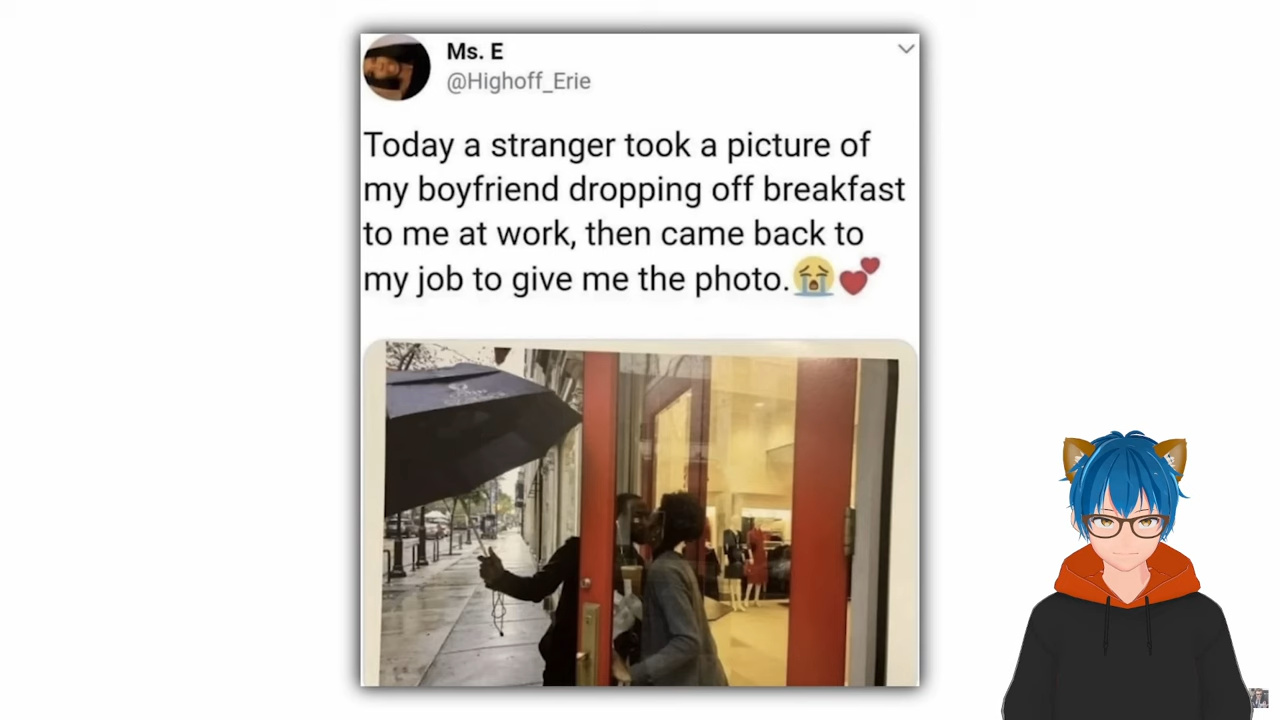 Ms. E
@Highoff_Erie
Today a stranger took a picture of
my boyfriend dropping off breakfast
to me at work, then came back to
my job to give me the photo.😭💕